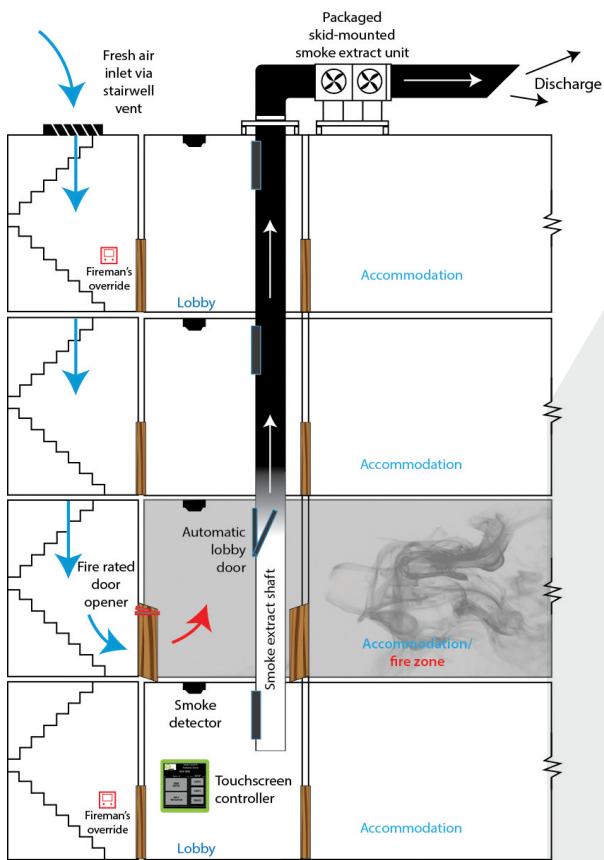 Packaged
skid-mounted
smoke extract unit
Fresh air
inlet via
stairwell
vent
Discharge
Fireman's
override
Lobby
Accommodation
Accommodation
Automatic
lobby
door
Fire rated
door
opener
Smoke extract shaft
Accommodation/
fire zone
Smoke
detector
Touchscreen
controller
Fireman's
override
Lobby
Accommodation